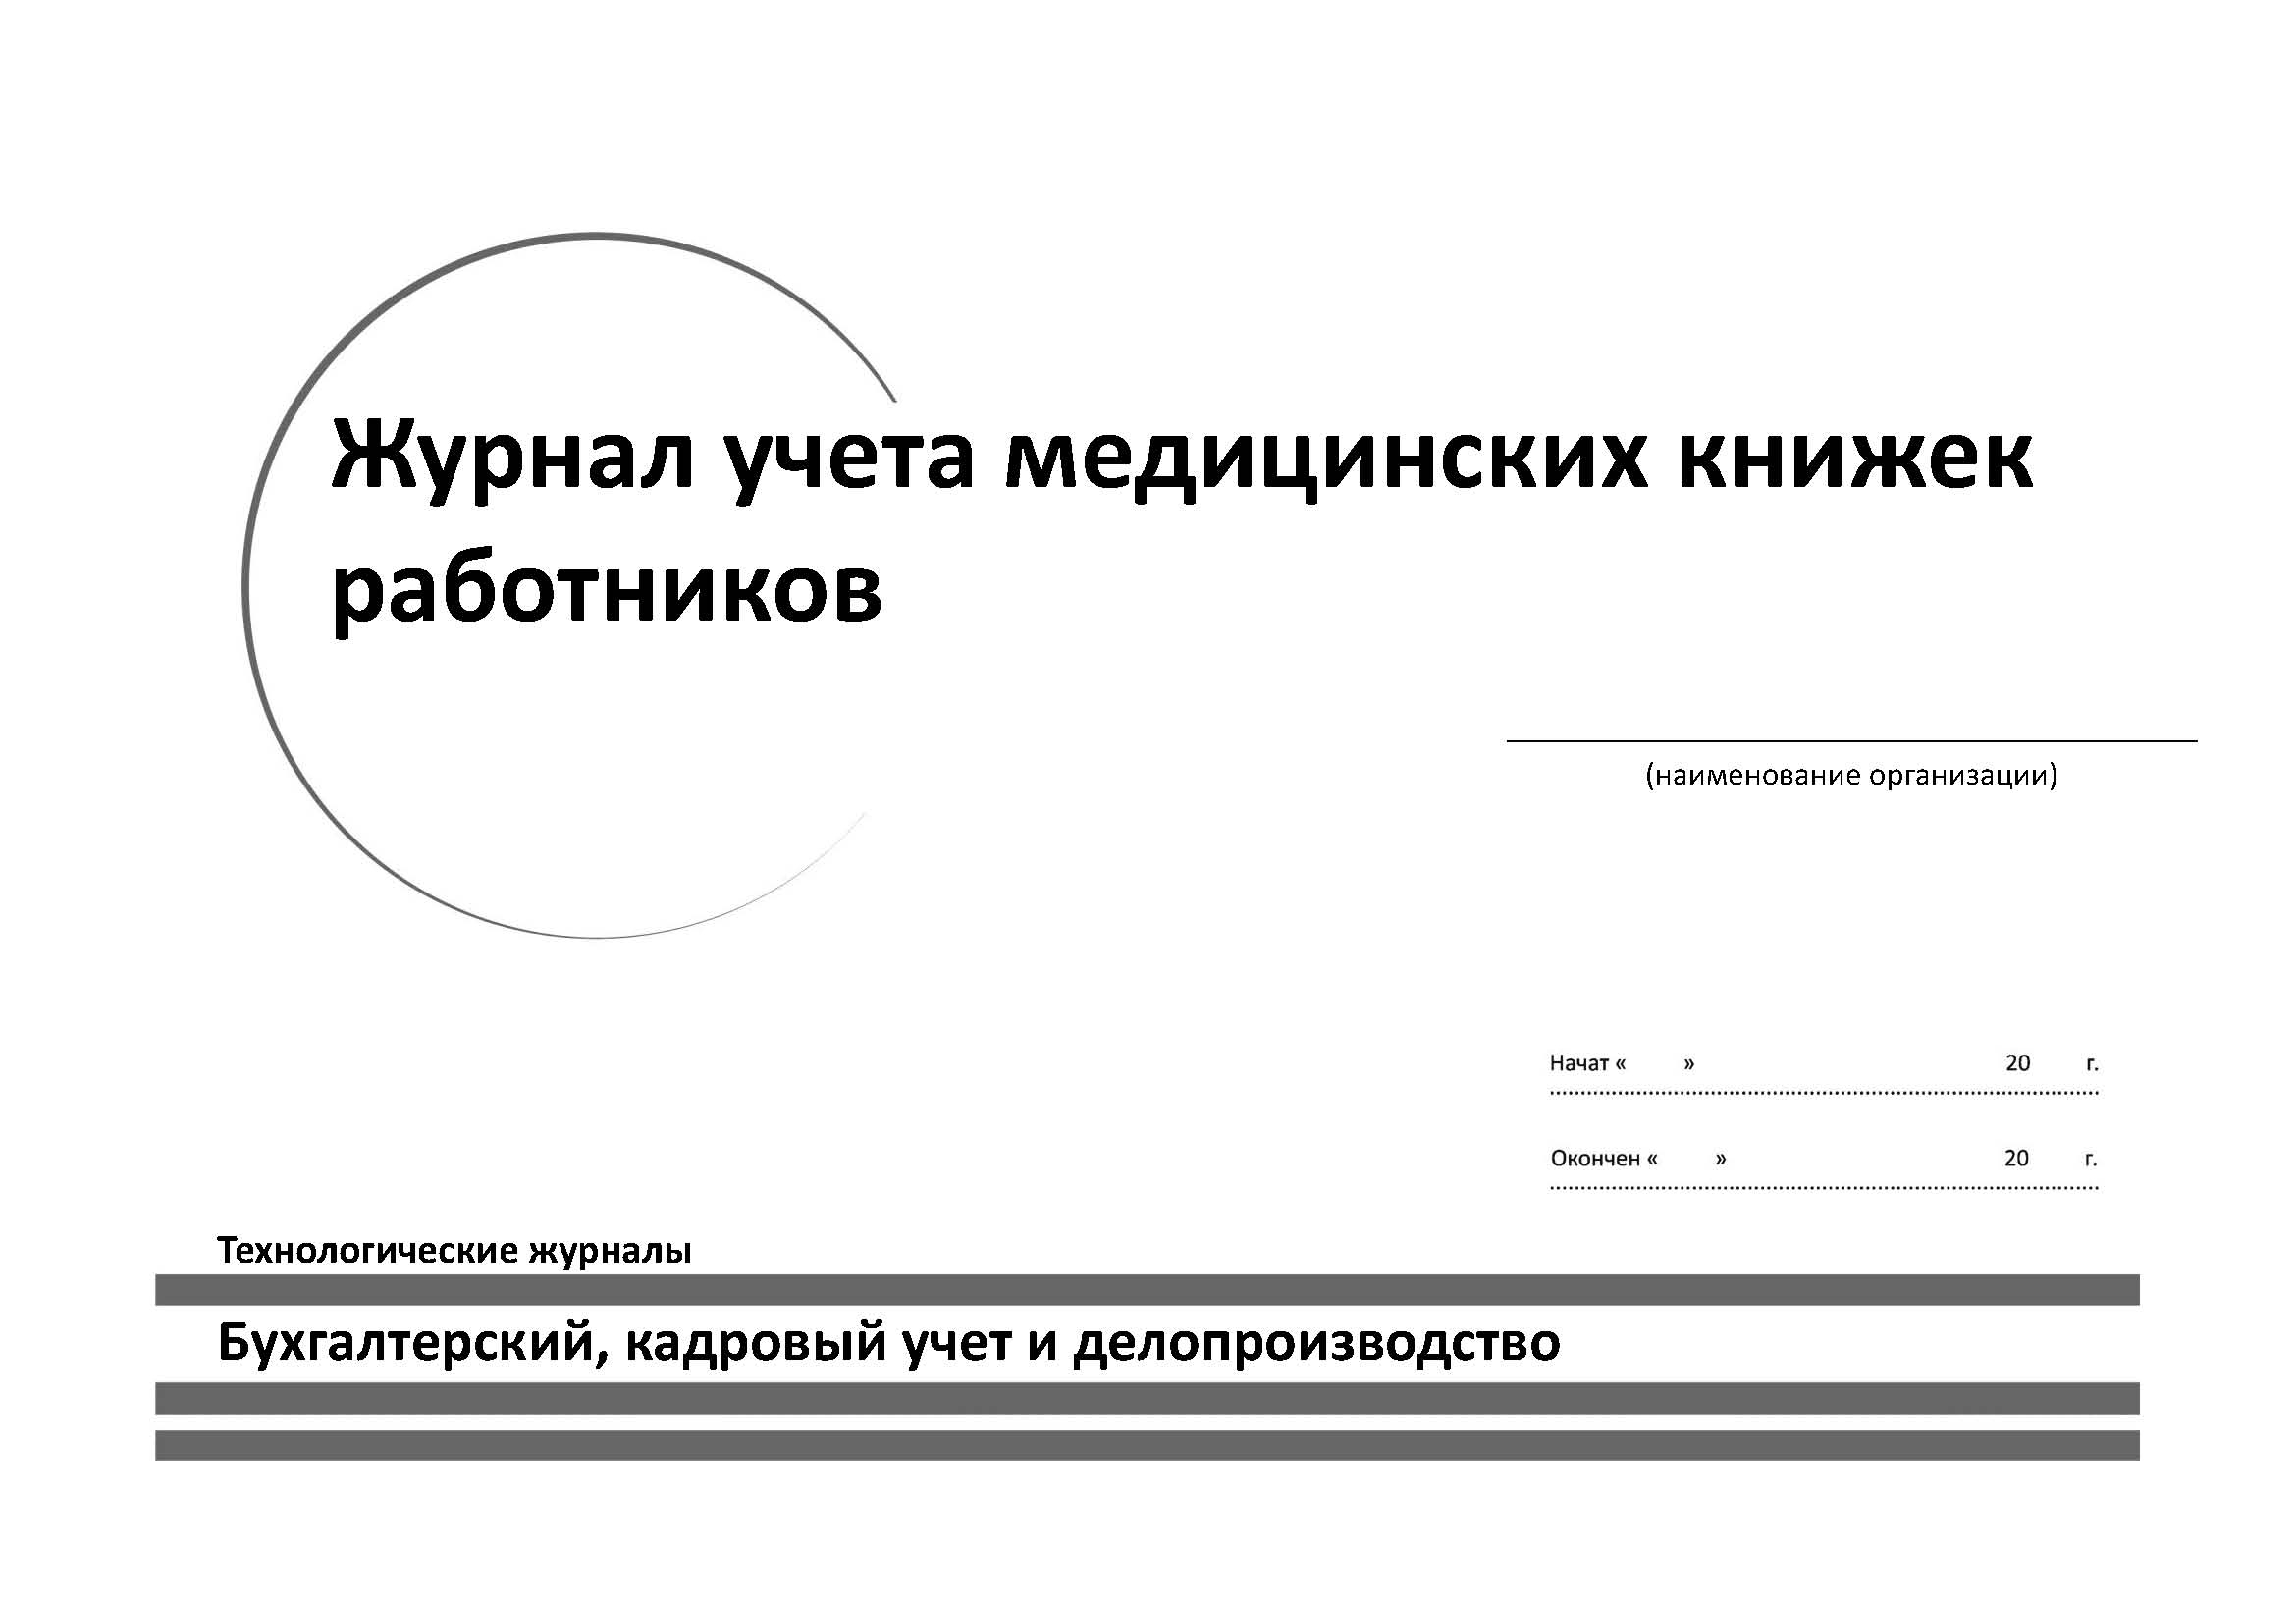 Журнал учета медицинских книжек
работников
(наименование организации)
Начат « » 20 г.
Окончен « » 20 г.
Технологические журналы
Бухгалтерский, кадровый учет и делопроизводство